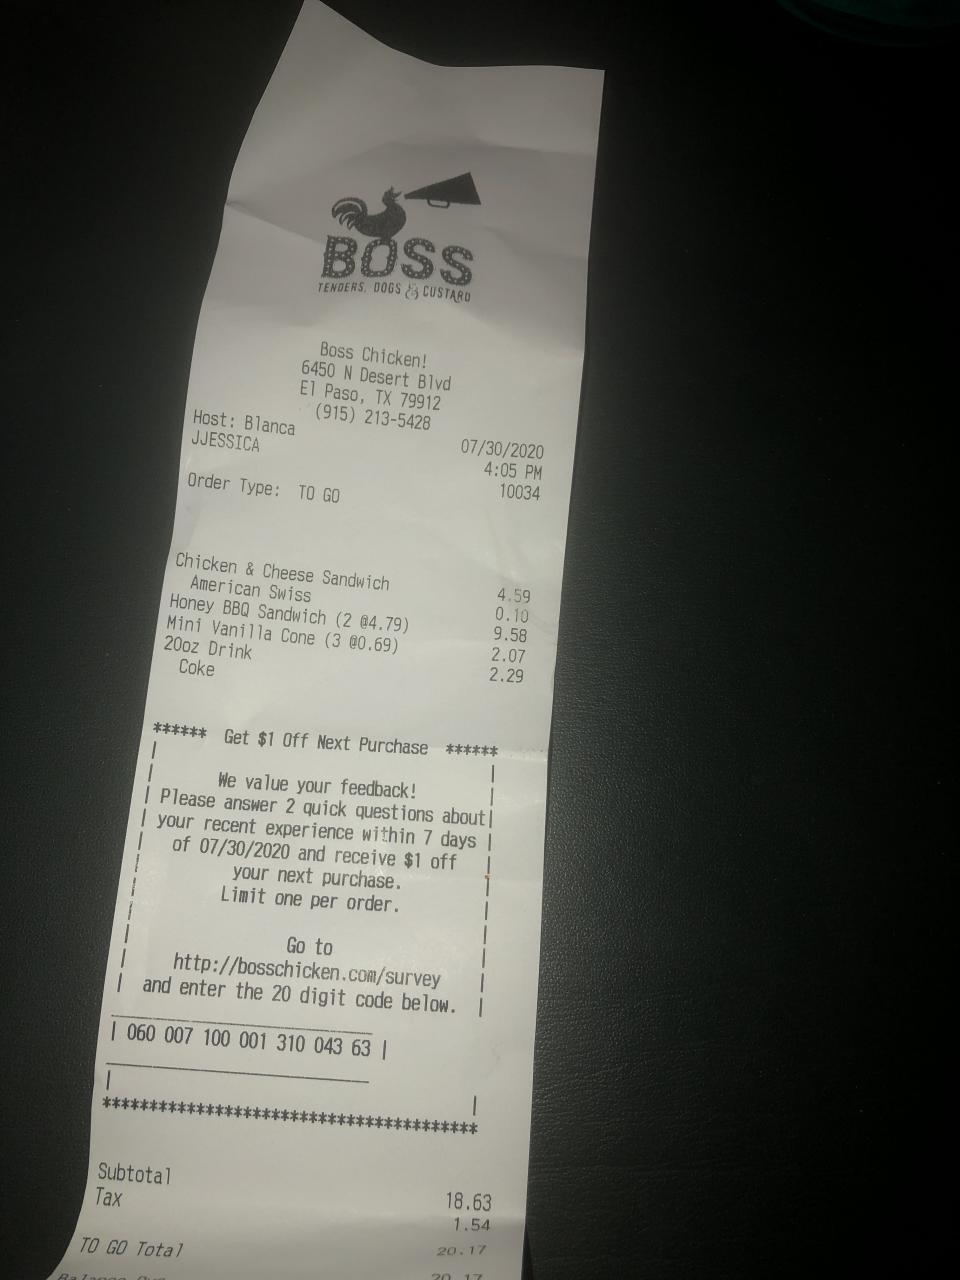 BOSS
TENDERS, DOGS & CUSTARD
Boss Chicken!
6450 N Desert Blvd
El Paso, TX 79912
(915) 213-5428
Host: Blanca 07/30/2020
JJESSICA 4:05 PM
10034
Order Type: TO GO
Chicken & Cheese Sandwich 4.59
American Swiss 0.10
Honey BBQ Sandwich (2 @4.79) 9.58
Mini Vanilla Cone (3 @0.69) 2.07
20oz Drink 2.29
Coke
****** Get $1 Off Next Purchase ******
We value your feedback!
Please answer 2 quick questions about
your recent experience within 7 days
of 07/30/2020 and receive $1 off
your next purchase.
Limit one per order.
Go to
http://bosschicken.com/survey
and enter the 20 digit code below.
| 060 007 100 001 310 043 63 |
****************************************
Subtotal 18.63
Tax 1.54
TO GO Total 20.17
Balance Due 20.17